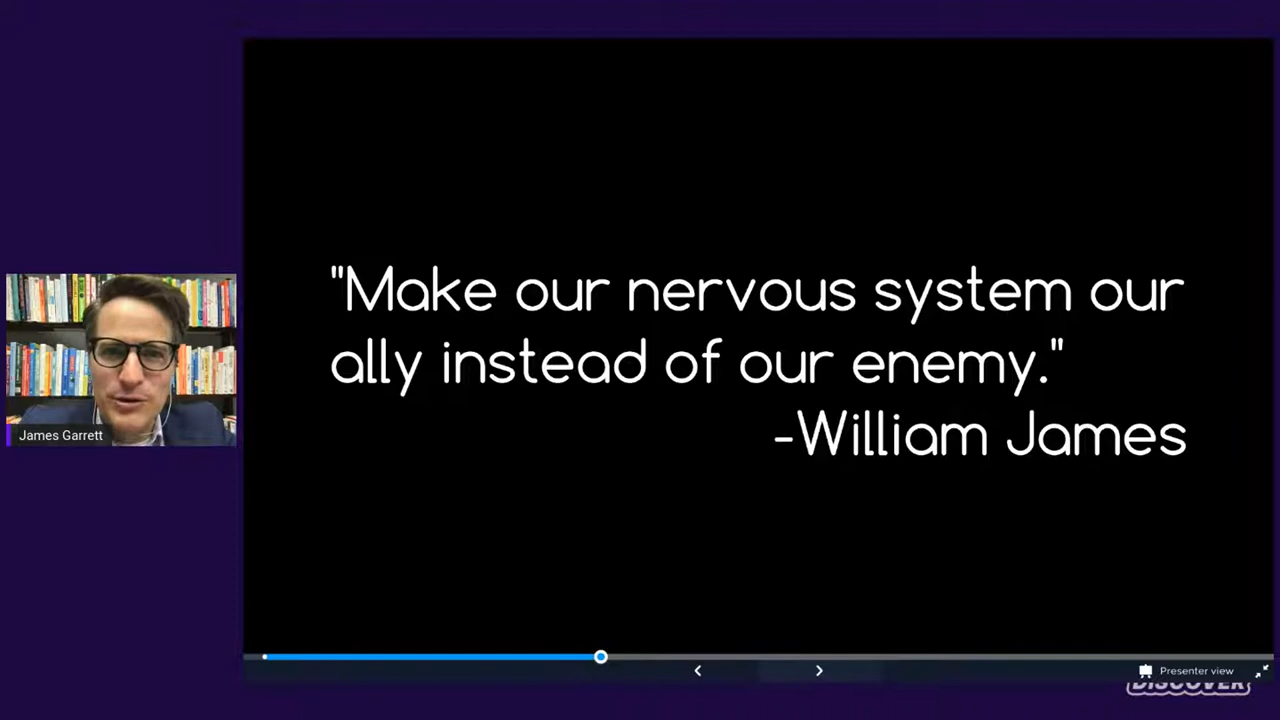 "Make our nervous system our
ally instead of our enemy."
-William James
James Garrett
Presenter view
DISCOVER